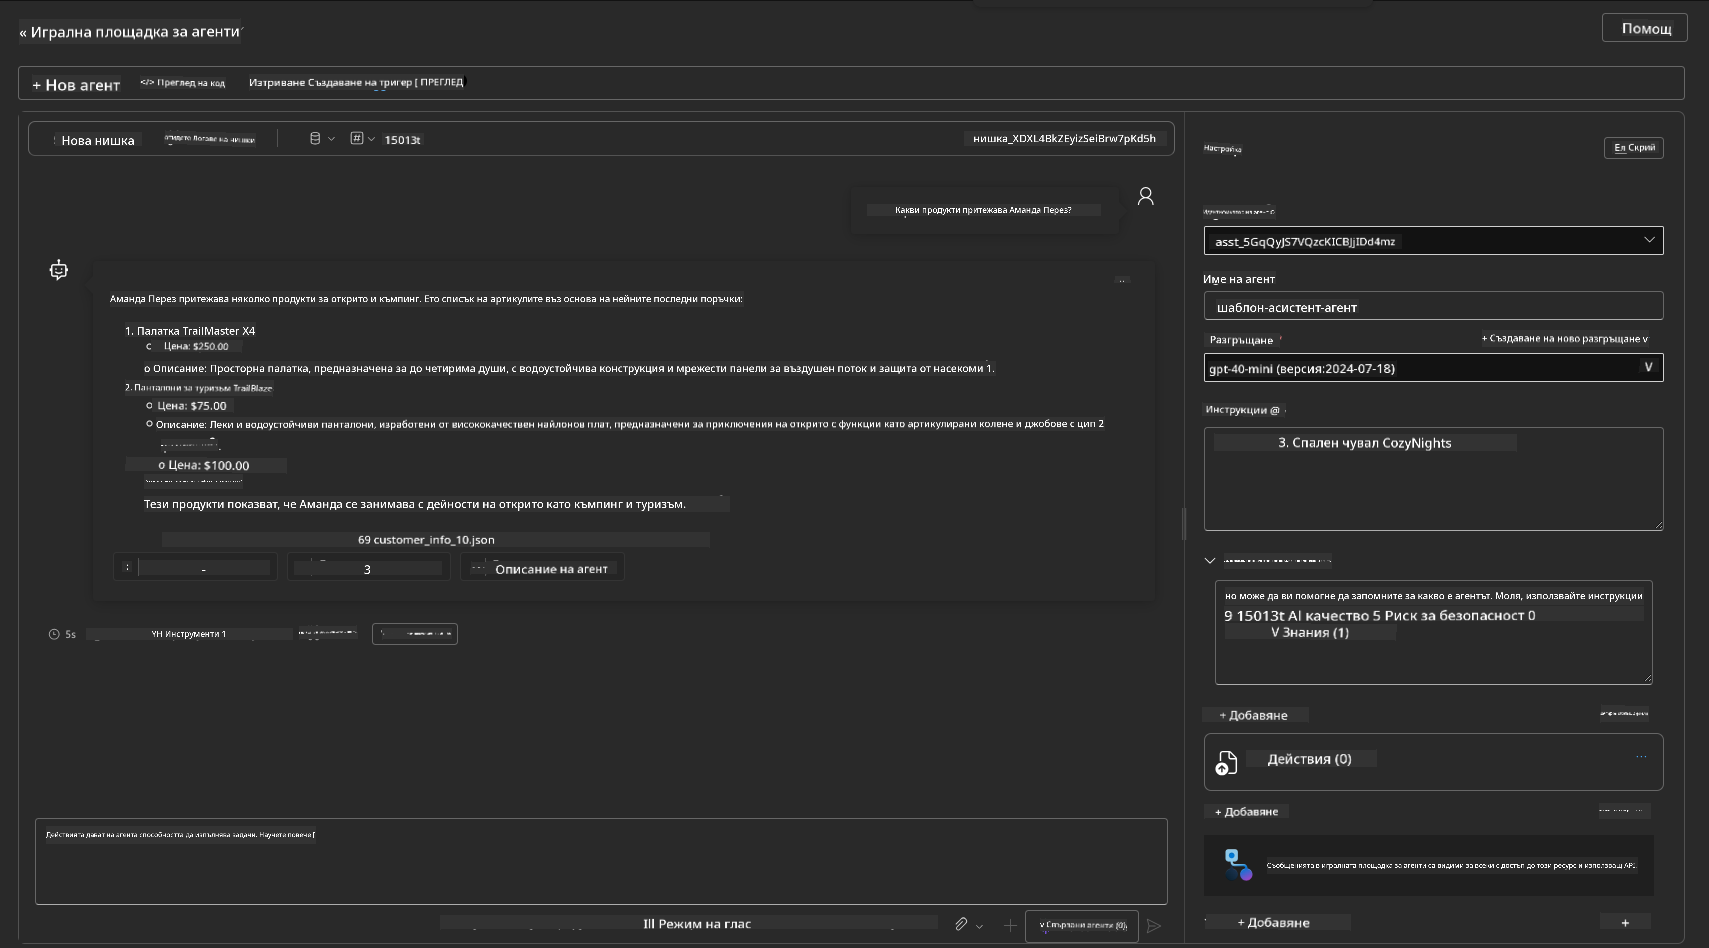 « Игрална площадка за агенти
Помощ
+ Нов агент
</> Преглед на код
Изтриване Създаване на тригер [ ПРЕГЛЕД
Нова нишка
15013t
нишка_XDXL4BkZEyizSeiBrw7pKd5h
Настройка
Ел Скрий
Какви продукти притежава Аманда Перез?
asst_5GqQyJS7VQzcKICBJjIDd4mz
Име на агент
шаблон-асистент-агент
Аманда Перез притежава няколко продукти за открито и къмпинг. Ето списък на артикулите въз основа на нейните последни поръчки:
1. Палатка TrailMaster X4
Цена: $250.00
o Описание: Просторна палатка, предназначена за до четирима души, с водоустойчива конструкция и мрежести панели за въздушен поток и защита от насекоми 1.
2. Панталони за туризъм TrailBlaze
o Цена: $75.00
o Описание: Леки и водоустойчиви панталони, изработени от висококачествен найлонов плат, предназначени за приключения на открито с функции като артикулирани колене и джобове с цип 2
o Цена: $100.00
Тези продукти показват, че Аманда се занимава с дейности на открито като къмпинг и туризъм.
69 customer_info_10.json
3
Описание на агент
5s
УН Инструменти 1
Разгръщане *
+ Създаване на ново разгръщане v
gpt-40-mini (версия:2024-07-18)
V
Инструкции @
3. Спален чувал CozyNights
но може да ви помогне да запомните за какво е агентът. Моля, използвайте инструкции
9 15013t Al качество 5 Риск за безопасност 0
V Знания (1)
+ Добавяне
Действия (0)
...
+ Добавяне
Съобщенията в игралната площадка за агенти са видими за всеки с достъп до този ресурс и използващ API.
+ Добавяне
+
Действията дават на агента способността да изпълнява задачи. Научете повече [
Ill Режим на глас
v Свързани агенти (0)